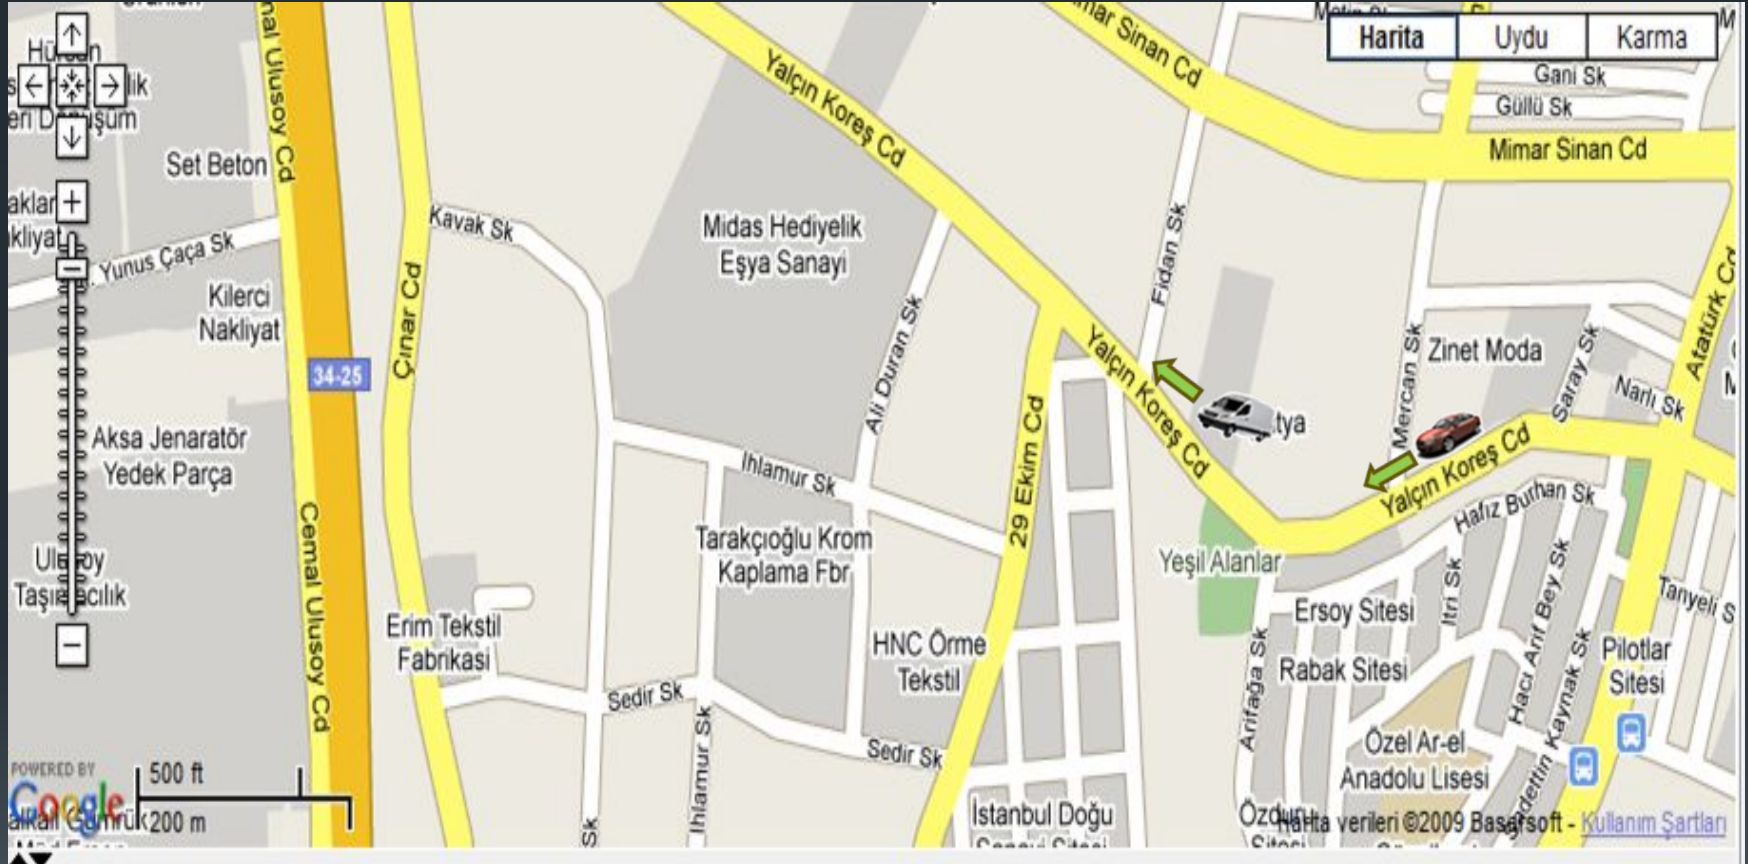 Harita
Uydu
Karma
Mimar Sinan Cd
Gani Sk
Güllü Sk
Mimar Sinan Cd
Yalçın Koreş Cd
Set Beton
Yunus Çaça Sk
Kavak Sk
Midas Hediyelik
Eşya Sanayi
Fidan Sk
Kilerci
Nakliyat
Çınar Cd
Ali Duran Sk
Atatürk Cd
34-25
Yalçın Koreş Cd
Mercan Sk
Zinet Moda
Saray Sk
Narlı Sk
Aksa Jenaratör
Yedek Parça
Ihlamur Sk
29 Ekim Cd
tya
Yalçın Koreş Cd
Hafız Burhan Sk
Cemal Ulusoy Cd
Tarakçıoğlu Krom
Kaplama Fbr
Yeşil Alanlar
Ulusoy
Taşımacılık
Erim Tekstil
Fabrikası
HNC Örme
Tekstil
Ersoy Sitesi
Itri Sk
Hacı Arif Bey Sk
Tanyeli S
Rabak Sitesi
Pilotlar
Sitesi
Arifağa Sk
Sedir Sk
Ihlamur Sk
Sedir Sk
Özel Ar-el
Anadolu Lisesi
POWERED BY
Google
500 ft
200 m
Sk
İstanbul Doğu
Sanayi Sitesi
Harita verileri ©2009 Basarsoft - Kullanım Şartları